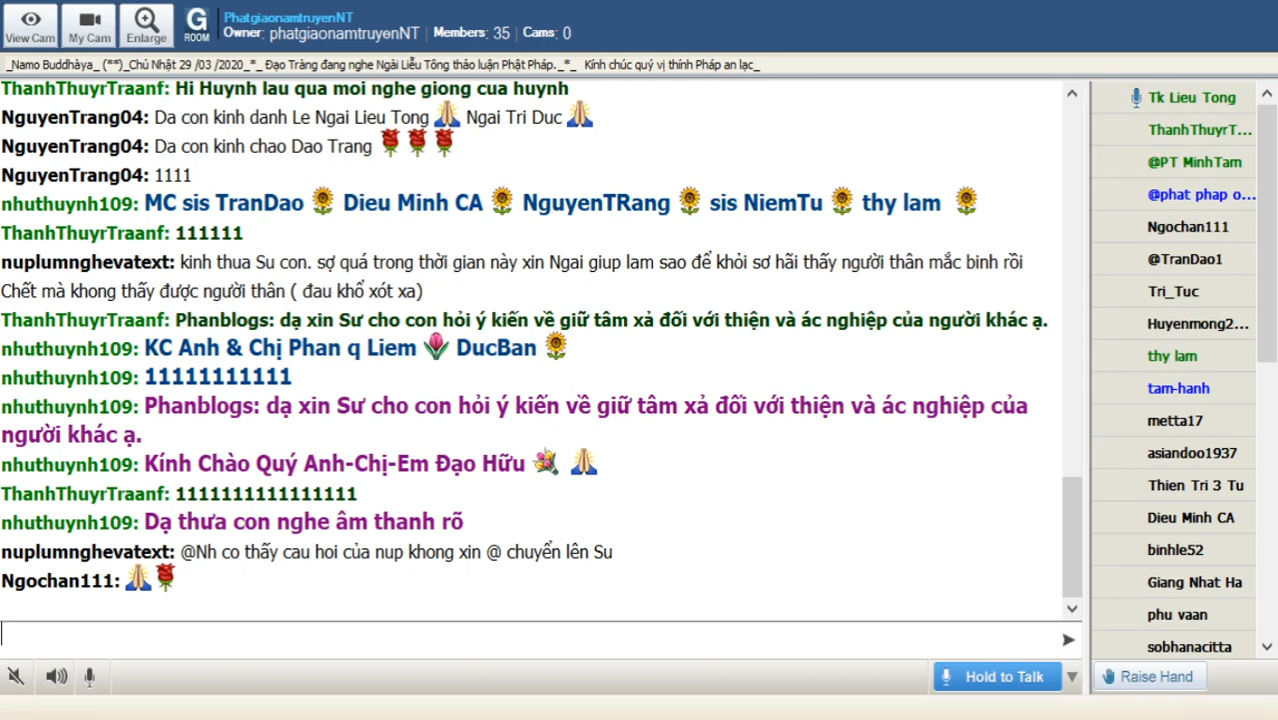 View Cam
My Cam
Enlarge
G
ROOM
PhatgiaonamtruyenNT
Owner: phatgiaonamtruyenNT | Members: 35 | Cams: 0
_Namo Buddhàya_ (**)_Chủ Nhật 29 /03 /2020_*_ Đạo Tràng đang nghe Ngài Liễu Tông thảo luận Phật Pháp._*_ Kính chúc quý vị thính Pháp an lạc_
ThanhThuyrTraanf: Hi Huynh lau qua moi nghe giong cua huynh
NguyenTrang04: Da con kinh danh Le Ngai Lieu Tong 🙏 Ngai Tri Duc 🙏
NguyenTrang04: Da con kinh chao Dao Trang 🌹🌹🌹
NguyenTrang04: 1111
nhuthuynh109: MC sis TranDao 🌻 Dieu Minh CA 🌻 NguyenTRang 🌻 sis NiemTu 🌻 thy lam 🌻
ThanhThuyrTraanf: 111111
nuplumnghevatext: kinh thua Su con. sợ quá trong thời gian này xin Ngai giup lam sao để khỏi sơ hãi thấy người thân mắc binh rồi
Chết mà khong thấy được người thân ( đau khổ xót xa)
ThanhThuyrTraanf: Phanblogs: dạ xin Sư cho con hỏi ý kiến về giữ tâm xả đối với thiện và ác nghiệp của người khác ạ.
nhuthuynh109: KC Anh & Chị Phan q Liem 🌷 DucBan 🌻
nhuthuynh109: 11111111111
nhuthuynh109: Phanblogs: dạ xin Sư cho con hỏi ý kiến về giữ tâm xả đối với thiện và ác nghiệp của
người khác ạ.
nhuthuynh109: Kính Chào Quý Anh-Chị-Em Đạo Hữu 💐 🙏
ThanhThuyrTraanf: 1111111111111111
nhuthuynh109: Dạ thưa con nghe âm thanh rõ
nuplumnghevatext: @Nh co thấy cau hoi của nup khong xin @ chuyển lên Su
Ngochan111: 🙏🌹
Tk Lieu Tong
ThanhThuyrT...
@PT MinhTam
@phat phap o...
Ngochan111
@TranDao1
Tri_Tuc
Huyenmong2...
thy lam
tam-hanh
metta17
asiandoo1937
Thien Tri 3 Tu
Dieu Minh CA
binhle52
Giang Nhat Ha
phu vaan
sobhanacitta
Hold to Talk
Raise Hand